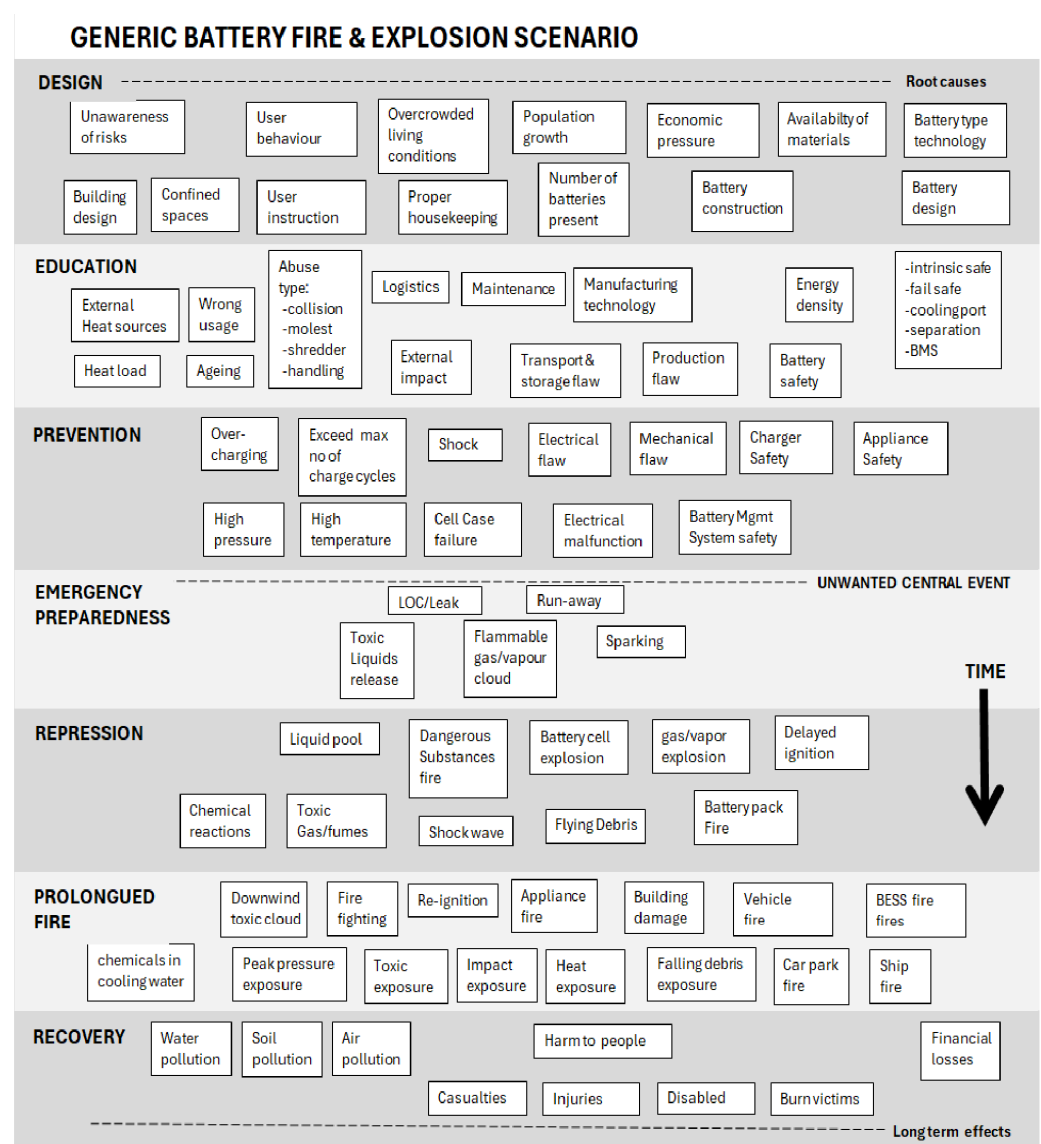 GENERIC BATTERY FIRE & EXPLOSION SCENARIO
DESIGN
Root causes
Unawareness
of risks
User
behaviour
Overcrowded
living
conditions
Population
growth
Economic
pressure
Availabilty of
materials
Battery type
technology
Building
design
Confined
spaces
User
instruction
Proper
housekeeping
Number of
batteries
present
Battery
construction
Battery
design
EDUCATION
External
Heat sources
Wrong
usage
Abuse
type:
-collision
-molest
-shredder
-handling
Logistics
Maintenance
Manufacturing
technology
Energy
density
-intrinsic safe
-fail safe
-coolingport
-separation
-BMS
Heat load
Ageing
External
impact
Transport &
storage flaw
Production
flaw
Battery
safety
PREVENTION
Over-
charging
Exceed max
no of
charge cycles
Shock
Electrical
flaw
Mechanical
flaw
Charger
Safety
Appliance
Safety
High
pressure
High
temperature
Cell Case
failure
Electrical
malfunction
Battery Mgmt
System safety
EMERGENCY
PREPAREDNESS
UNWANTED CENTRAL EVENT
LOC/Leak
Run-away
Toxic
Liquids
release
Flammable
gas/vapour
cloud
Sparking
TIME
REPRESSION
Liquid pool
Dangerous
Substances
fire
Battery cell
explosion
gas/vapor
explosion
Delayed
ignition
Chemical
reactions
Toxic
Gas/fumes
Shock wave
Flying Debris
Battery pack
Fire
PROLONGUED
FIRE
Downwind
toxic cloud
Fire
fighting
Re-ignition
Appliance
fire
Building
damage
Vehicle
fire
BESS fire
fires
chemicals in
cooling water
Peak pressure
exposure
Toxic
exposure
Impact
exposure
Heat
exposure
Falling debris
exposure
Car park
fire
Ship
fire
RECOVERY
Water
pollution
Soil
pollution
Air
pollution
Harm to people
Financial
losses
Casualties
Injuries
Disabled
Burn victims
Long term effects